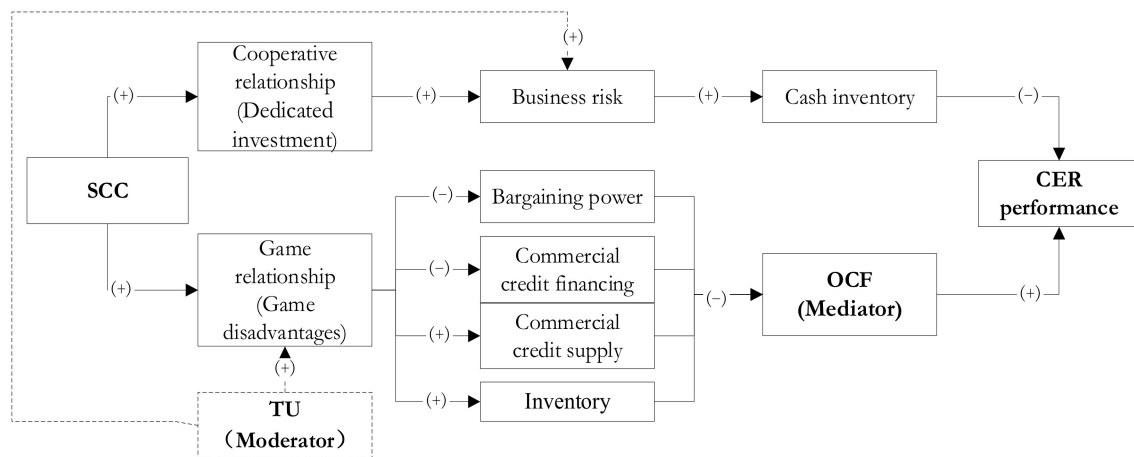 (+)
Cooperative
relationship
(Dedicated
investment)
(+)
(+)
Business risk
(+)
Cash inventory
(−)
SCC
CER
performance
(+)
Game
relationship
(Game
disadvantages)
(−)
Bargaining power
(−)
Commercial
credit financing
(+)
Commercial
credit supply
(+)
Inventory
(−)
OCF
(Mediator)
(+)
(+)
TU
（Moderator）